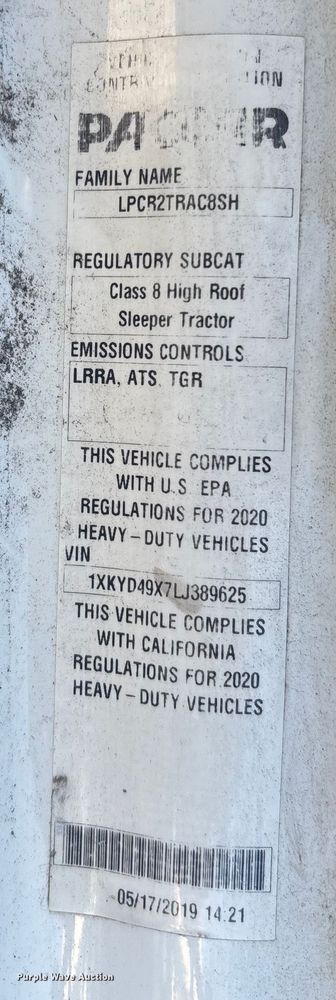 PACCAR
FAMILY NAME
LPCR2TRAC8SH
REGULATORY SUBCAT
Class 8 High Roof
Sleeper Tractor
EMISSIONS CONTROLS
LRRA, ATS, TGR
THIS VEHICLE COMPLIES
WITH U.S EPA
REGULATIONS FOR 2020
HEAVY-DUTY VEHICLES
VIN
1XKYD49X7LJ389625
THIS VEHICLE COMPLIES
WITH CALIFORNIA
REGULATIONS FOR 2020
HEAVY-DUTY VEHICLES
05/17/2019 14:21
Purple Wave Auction